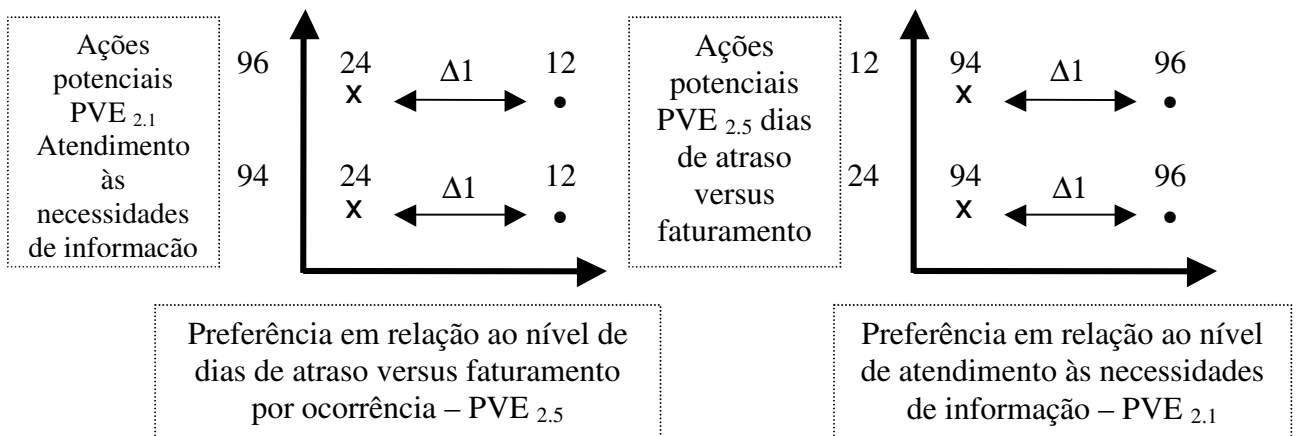 Ações
potenciais
PVE 2.1
Atendimento
às
necessidades
de informacão
96 24 Δ1 12
x •
94 24 Δ1 12
x •
Preferência em relação ao nível de
dias de atraso versus faturamento
por ocorrência – PVE 2.5
Ações
potenciais
PVE 2.5 dias
de atraso
versus
faturamento
12 94 Δ1 96
x •
24 94 Δ1 96
x •
Preferência em relação ao nível
de atendimento às necessidades
de informação – PVE 2.1